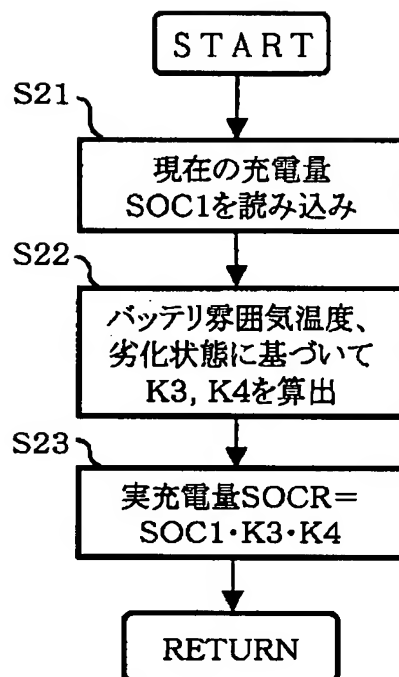 START
S21
現在の充電量
SOC1を読み込み
S22
バッテリ雰囲気温度、
劣化状態に基づいて
K3, K4を算出
S23
実充電量SOCR=
SOC1・K3・K4
RETURN